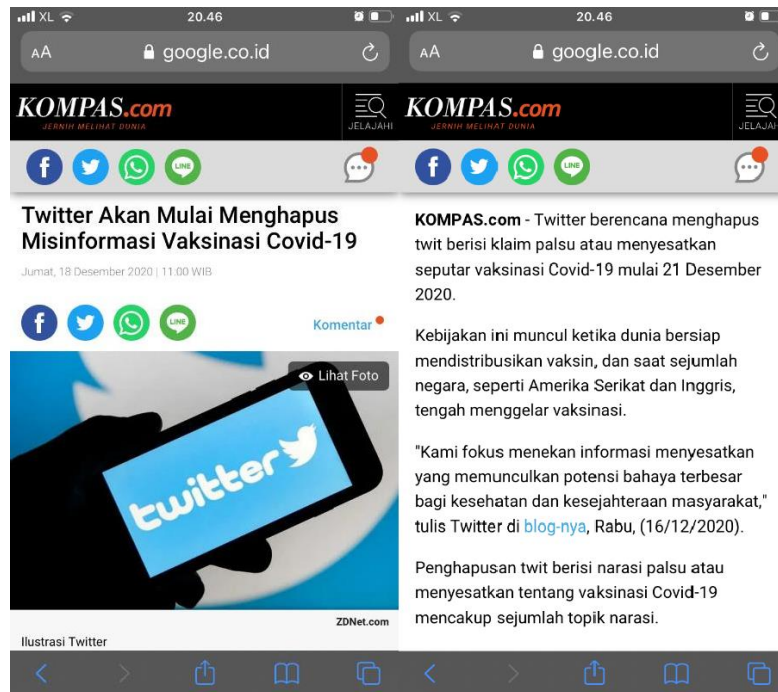 XL 20.46
AA google.co.id
KOMPAS.com
JERNIH MELIHAT DUNIA
JELAJAHI
LINE
Twitter Akan Mulai Menghapus
Misinformasi Vaksinasi Covid-19
Jumat, 18 Desember 2020 | 11:00 WIB
LINE
Komentar
Lihat Foto
twitter
ZDNet.com
Ilustrasi Twitter
XL 20.46
AA google.co.id
KOMPAS.com
JERNIH MELIHAT DUNIA
JELAJAHI
LINE
KOMPAS.com - Twitter berencana menghapus
twit berisi klaim palsu atau menyesatkan
seputar vaksinasi Covid-19 mulai 21 Desember
2020.
Kebijakan ini muncul ketika dunia bersiap
mendistribusikan vaksin, dan saat sejumlah
negara, seperti Amerika Serikat dan Inggris,
tengah menggelar vaksinasi.
"Kami fokus menekan informasi menyesatkan
yang memunculkan potensi bahaya terbesar
bagi kesehatan dan kesejahteraan masyarakat,"
tulis Twitter di blog-nya, Rabu, (16/12/2020).
Penghapusan twit berisi narasi palsu atau
menyesatkan tentang vaksinasi Covid-19
mencakup sejumlah topik narasi.